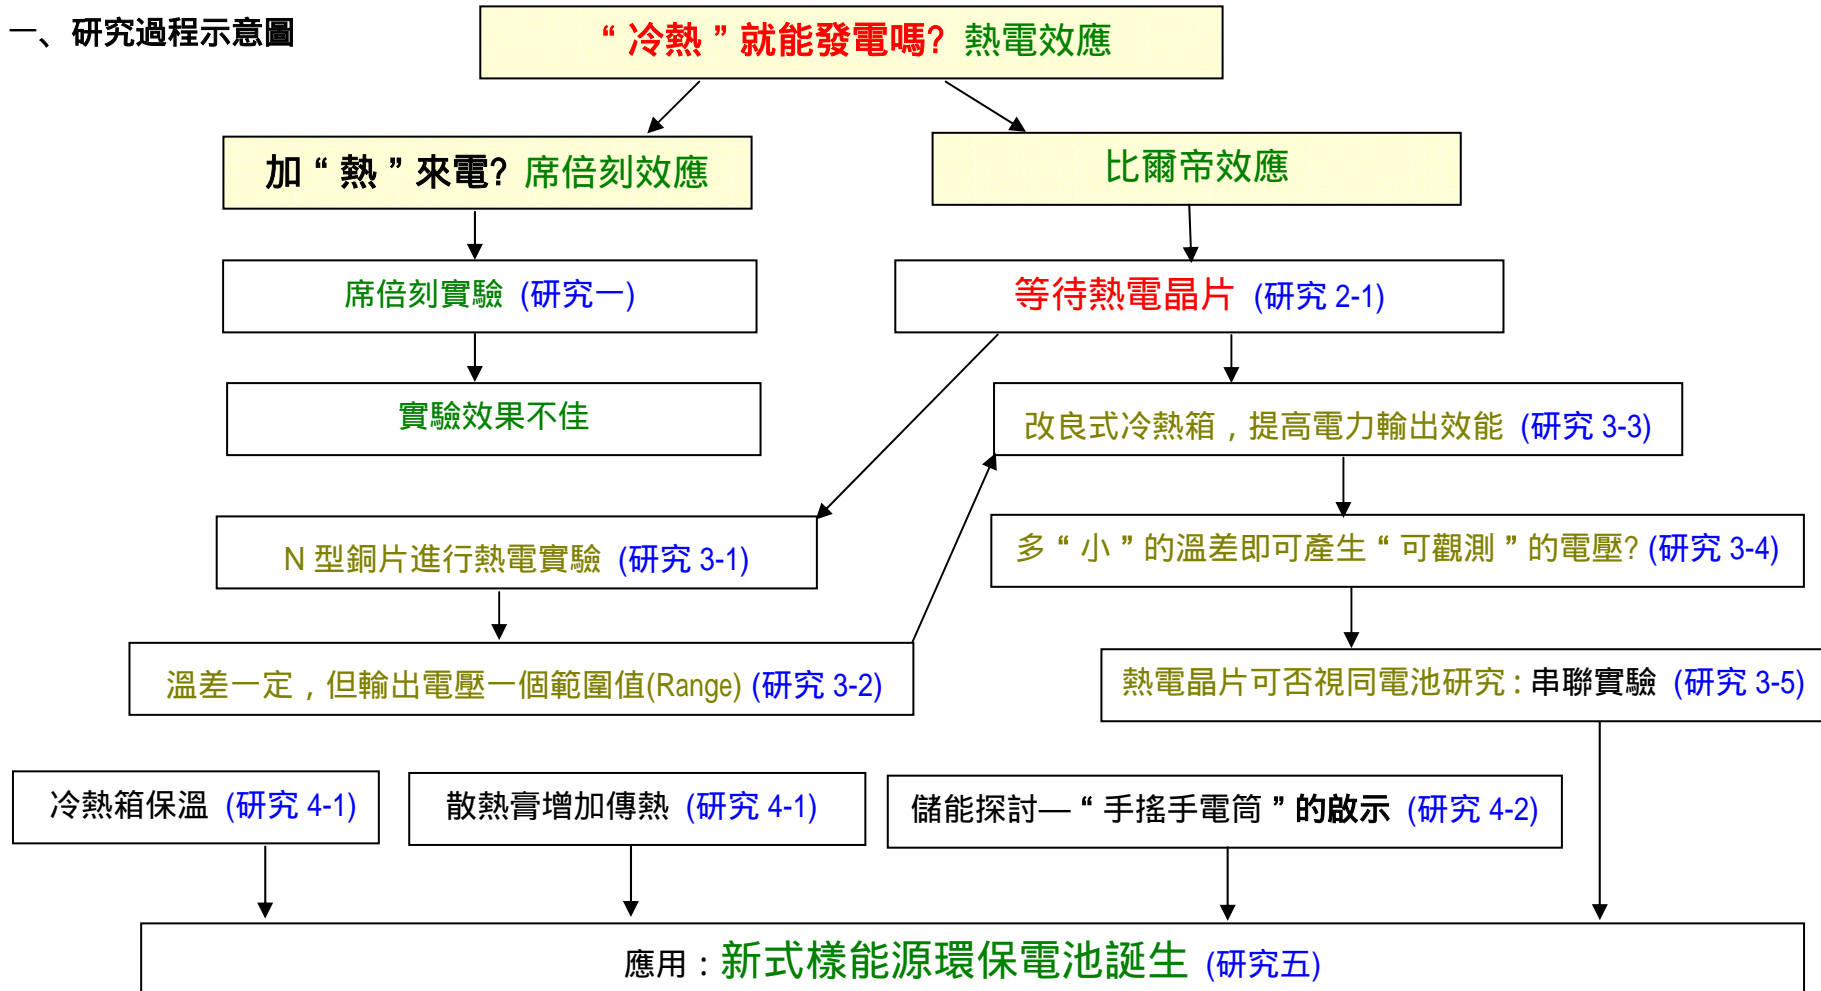 一、研究過程示意圖
“ 冷熱 ” 就能發電嗎? 熱電效應
加 “ 熱 ” 來電? 席倍刻效應
比爾帝效應
席倍刻實驗 (研究一)
等待熱電晶片 (研究 2-1)
實驗效果不佳
改良式冷熱箱，提高電力輸出效能 (研究 3-3)
N 型銅片進行熱電實驗 (研究 3-1)
多 “ 小 ” 的溫差即可產生 “ 可觀測 ” 的電壓? (研究 3-4)
溫差一定，但輸出電壓一個範圍值(Range) (研究 3-2)
熱電晶片可否視同電池研究：串聯實驗 (研究 3-5)
冷熱箱保溫 (研究 4-1)
散熱膏增加傳熱 (研究 4-1)
儲能探討— “ 手搖手電筒 ” 的啟示 (研究 4-2)
應用：新式樣能源環保電池誕生 (研究五)